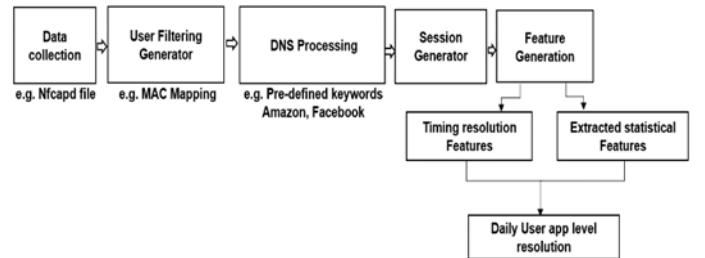 Data
collection
User Filtering
Generator
DNS Processing
Session
Generator
Feature
Generation
e.g. Nfcapd file
e.g. MAC Mapping
e.g. Pre-defined keywords
Amazon, Facebook
Timing resolution
Features
Extracted statistical
Features
Daily User app level
resolution